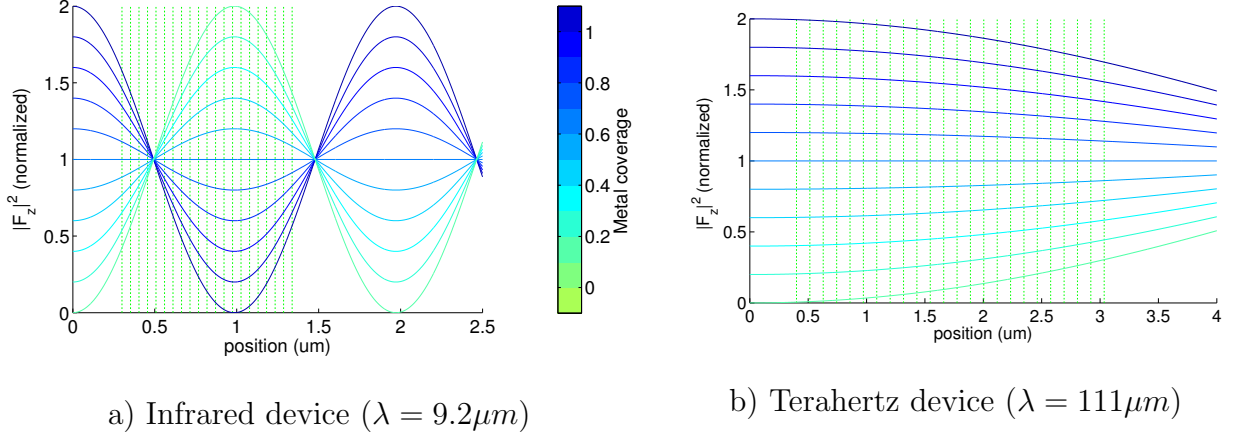 2
1.5
1
0.5
0
|F_z|^2 (normalized)
0 0.5 1 1.5 2 2.5
position (um)
1
0.8
0.6
0.4
0.2
0
Metal coverage
a) Infrared device (λ = 9.2μm)
2
1.5
1
0.5
0
|F_z|^2 (normalized)
0 0.5 1 1.5 2 2.5 3 3.5 4
position (um)
b) Terahertz device (λ = 111μm)